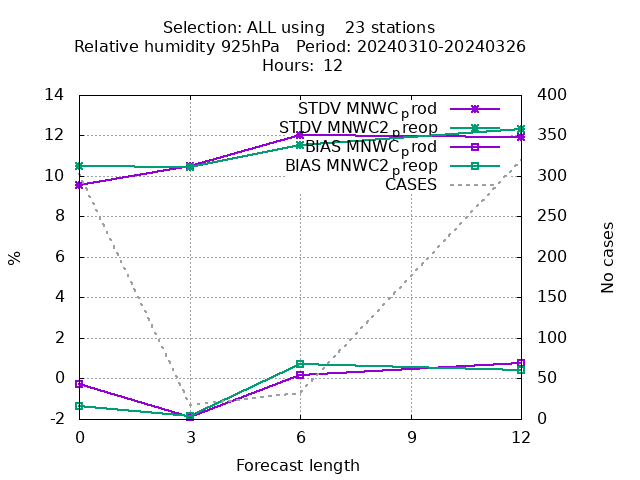 Selection: ALL using    23 stations
Relative humidity 925hPa   Period: 20240310-20240326
Hours:  12
14
12
10
8
6
4
2
0
-2
400
350
300
250
200
150
100
50
0
%
No cases
STDV MNWC_prod
STDV MNWC2_preop
BIAS MNWC_prod
BIAS MNWC2_preop
CASES
0
3
6
9
12
Forecast length